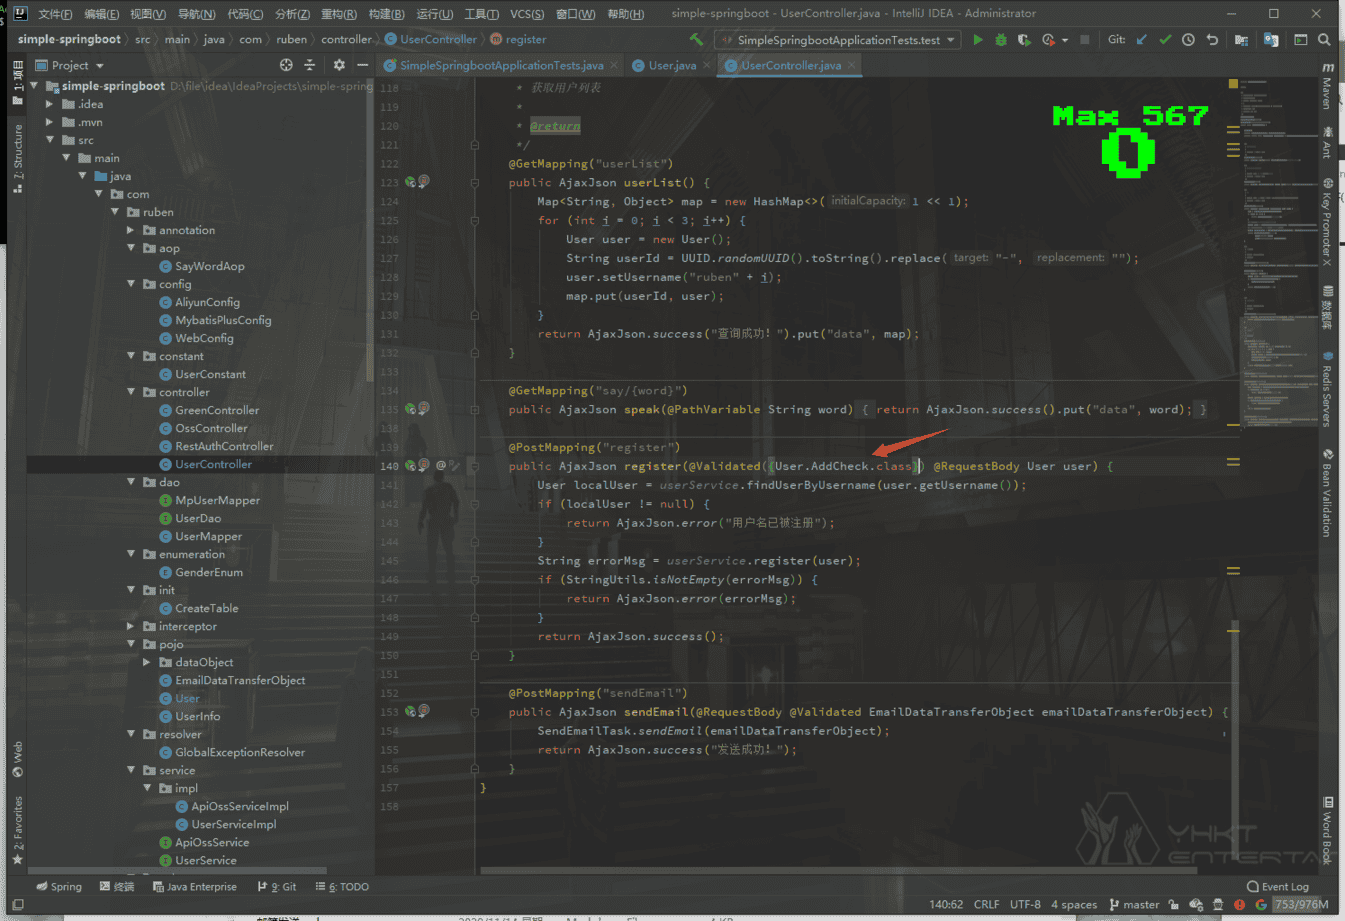 文件(F) 编辑(E) 视图(V) 导航(N) 代码(C) 分析(Z) 重构(R) 构建(B) 运行(U) 工具(T) VCS(S) 窗口(W) 帮助(H) simple-springboot - UserController.java - IntelliJ IDEA - Administrator
simple-springboot src main java com ruben controller UserController register SimpleSpringbootApplicationTests.test Git:
Project SimpleSpringbootApplicationTests.java User.java UserController.java
simple-springboot D:\file\idea\IdeaProjects\simple-spring
.idea
.mvn
src
main
java
com
ruben
annotation
aop
SayWordAop
config
AliyunConfig
MybatisPlusConfig
WebConfig
constant
UserConstant
controller
GreenController
OssController
RestAuthController
UserController
dao
MpUserMapper
UserDao
UserMapper
enumeration
GenderEnum
init
CreateTable
interceptor
pojo
dataObject
EmailDataTransferObject
User
UserInfo
resolver
GlobalExceptionResolver
service
impl
ApiOssServiceImpl
UserServiceImpl
ApiOssService
UserService
1: 项目
7: Structure
Web
2: Favorites
118 * 获取用户列表
119 *
120 * @return
121 */
122 @GetMapping("userList")
123 public AjaxJson userList() {
124 Map<String, Object> map = new HashMap<>( initialCapacity: 1 << 1);
125 for (int i = 0; i < 3; i++) {
126 User user = new User();
127 String userId = UUID.randomUUID().toString().replace( target: "-", replacement: "");
128 user.setUsername("ruben" + i);
129 map.put(userId, user);
130 }
131 return AjaxJson.success("查询成功！").put("data", map);
132 }
133
134 @GetMapping("say/{word}")
135 public AjaxJson speak(@PathVariable String word) { return AjaxJson.success().put("data", word); }
138
139 @PostMapping("register")
140 public AjaxJson register(@Validated({User.AddCheck.class}) @RequestBody User user) {
141 User localUser = userService.findUserByUsername(user.getUsername());
142 if (localUser != null) {
143 return AjaxJson.error("用户名已被注册");
144 }
145 String errorMsg = userService.register(user);
146 if (StringUtils.isNotEmpty(errorMsg)) {
147 return AjaxJson.error(errorMsg);
148 }
149 return AjaxJson.success();
150 }
151
152 @PostMapping("sendEmail")
153 public AjaxJson sendEmail(@RequestBody @Validated EmailDataTransferObject emailDataTransferObject) {
154 SendEmailTask.sendEmail(emailDataTransferObject);
155 return AjaxJson.success("发送成功！");
156 }
157 }
158
Max 567
0
Maven
Ant
Key Promoter X
数据库
Redis Servers
Bean Validation
Word Book
YHKT
ENTERTA
Spring 终端 Java Enterprise 9: Git 6: TODO Event Log
140:62 CRLF UTF-8 4 spaces master 753/976M